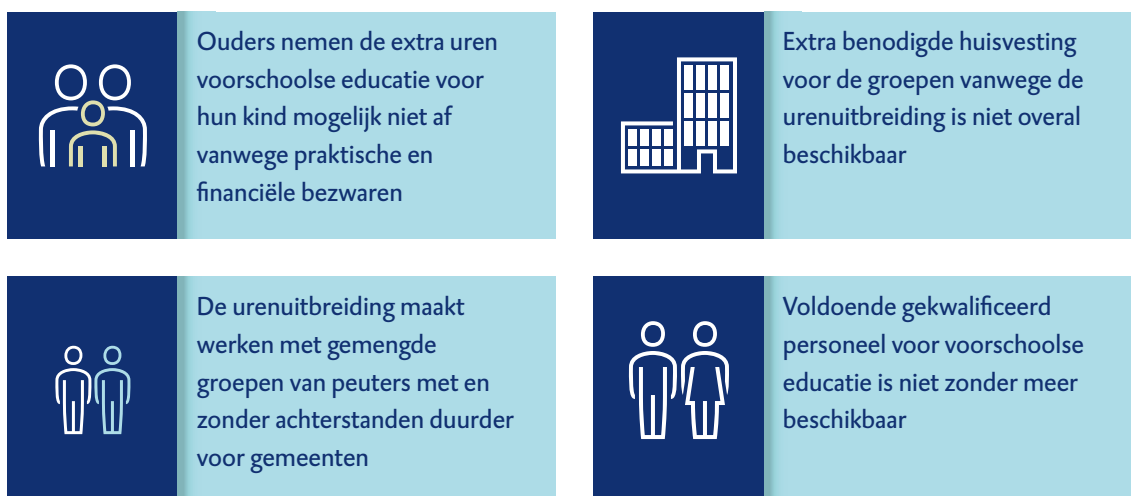 Ouders nemen de extra uren
voorschoolse educatie voor
hun kind mogelijk niet af
vanwege praktische en
financiële bezwaren
Extra benodigde huisvesting
voor de groepen vanwege de
urenuitbreiding is niet overal
beschikbaar
De urenuitbreiding maakt
werken met gemengde
groepen van peuters met en
zonder achterstanden duurder
voor gemeenten
Voldoende gekwalificeerd
personeel voor voorschoolse
educatie is niet zonder meer
beschikbaar